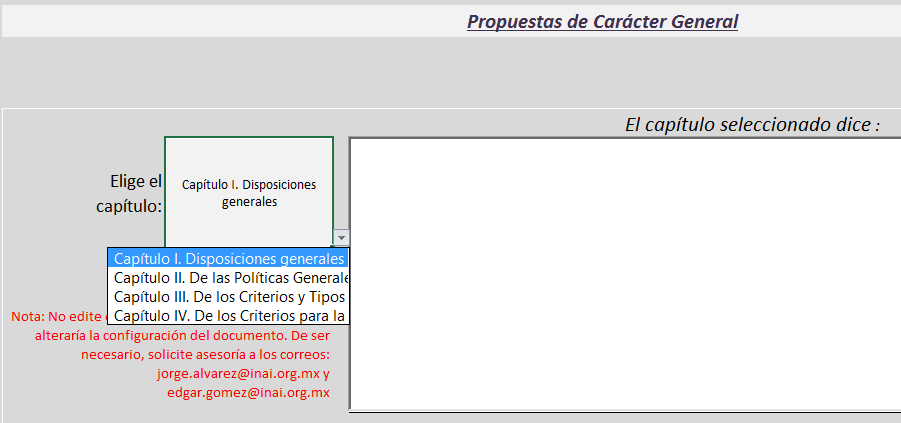 Propuestas de Carácter General
El capítulo seleccionado dice :
Elige el
capítulo:
Capítulo I. Disposiciones
generales
Capítulo I. Disposiciones generales
Capítulo II. De las Políticas Generale
Capítulo III. De los Criterios y Tipos
Capítulo IV. De los Criterios para la
Nota: No edite
alteraría la configuración del documento. De ser
necesario, solicite asesoría a los correos:
jorge.alvarez@inai.org.mx y
edgar.gomez@inai.org.mx